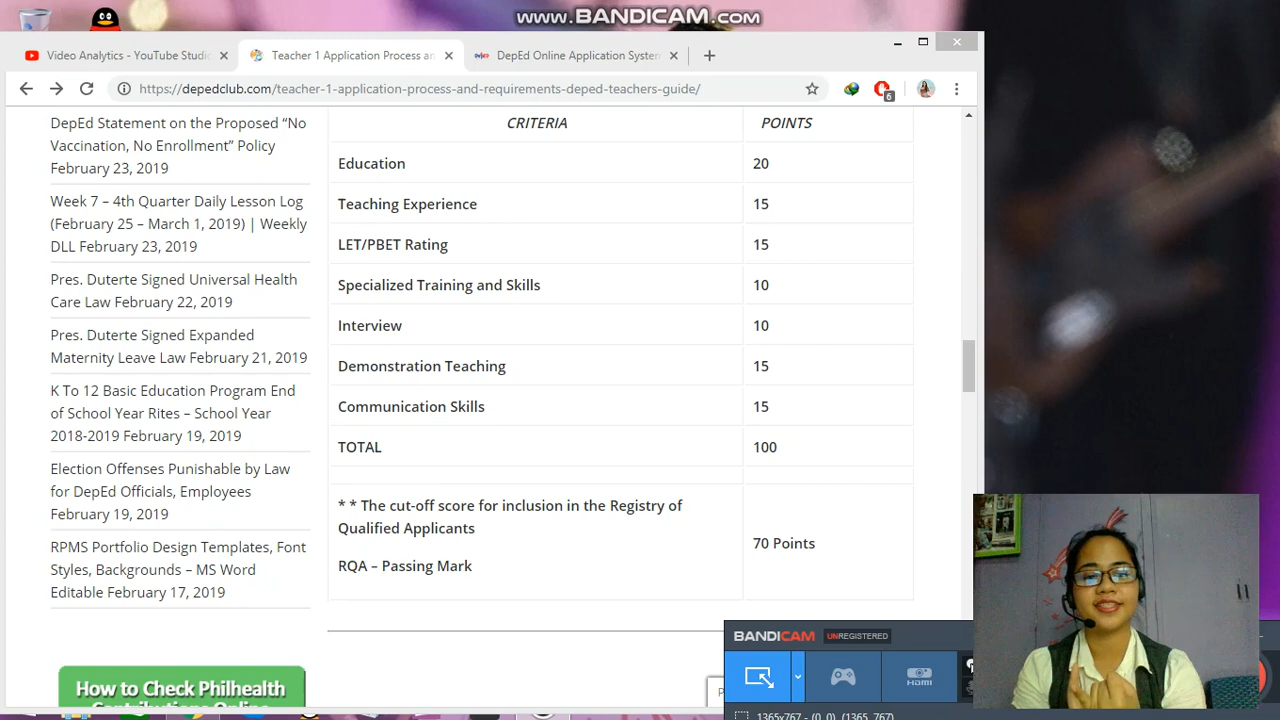 www.BANDICAM.com
Video Analytics - YouTube Studi
Teacher 1 Application Process an
DepEd Online Application System
https://depedclub.com/teacher-1-application-process-and-requirements-deped-teachers-guide/
6
DepEd Statement on the Proposed “No
Vaccination, No Enrollment” Policy
February 23, 2019
Week 7 – 4th Quarter Daily Lesson Log
(February 25 – March 1, 2019) | Weekly
DLL February 23, 2019
Pres. Duterte Signed Universal Health
Care Law February 22, 2019
Pres. Duterte Signed Expanded
Maternity Leave Law February 21, 2019
K To 12 Basic Education Program End
of School Year Rites – School Year
2018-2019 February 19, 2019
Election Offenses Punishable by Law
for DepEd Officials, Employees
February 19, 2019
RPMS Portfolio Design Templates, Font
Styles, Backgrounds – MS Word
Editable February 17, 2019
How to Check Philhealth
Contributions Online
CRITERIA POINTS
Education 20
Teaching Experience 15
LET/PBET Rating 15
Specialized Training and Skills 10
Interview 10
Demonstration Teaching 15
Communication Skills 15
TOTAL 100
* * The cut-off score for inclusion in the Registry of
Qualified Applicants
RQA – Passing Mark
70 Points
BANDICAM UNREGISTERED
HDMI
1365x767 - (0, 0), (1365, 767)